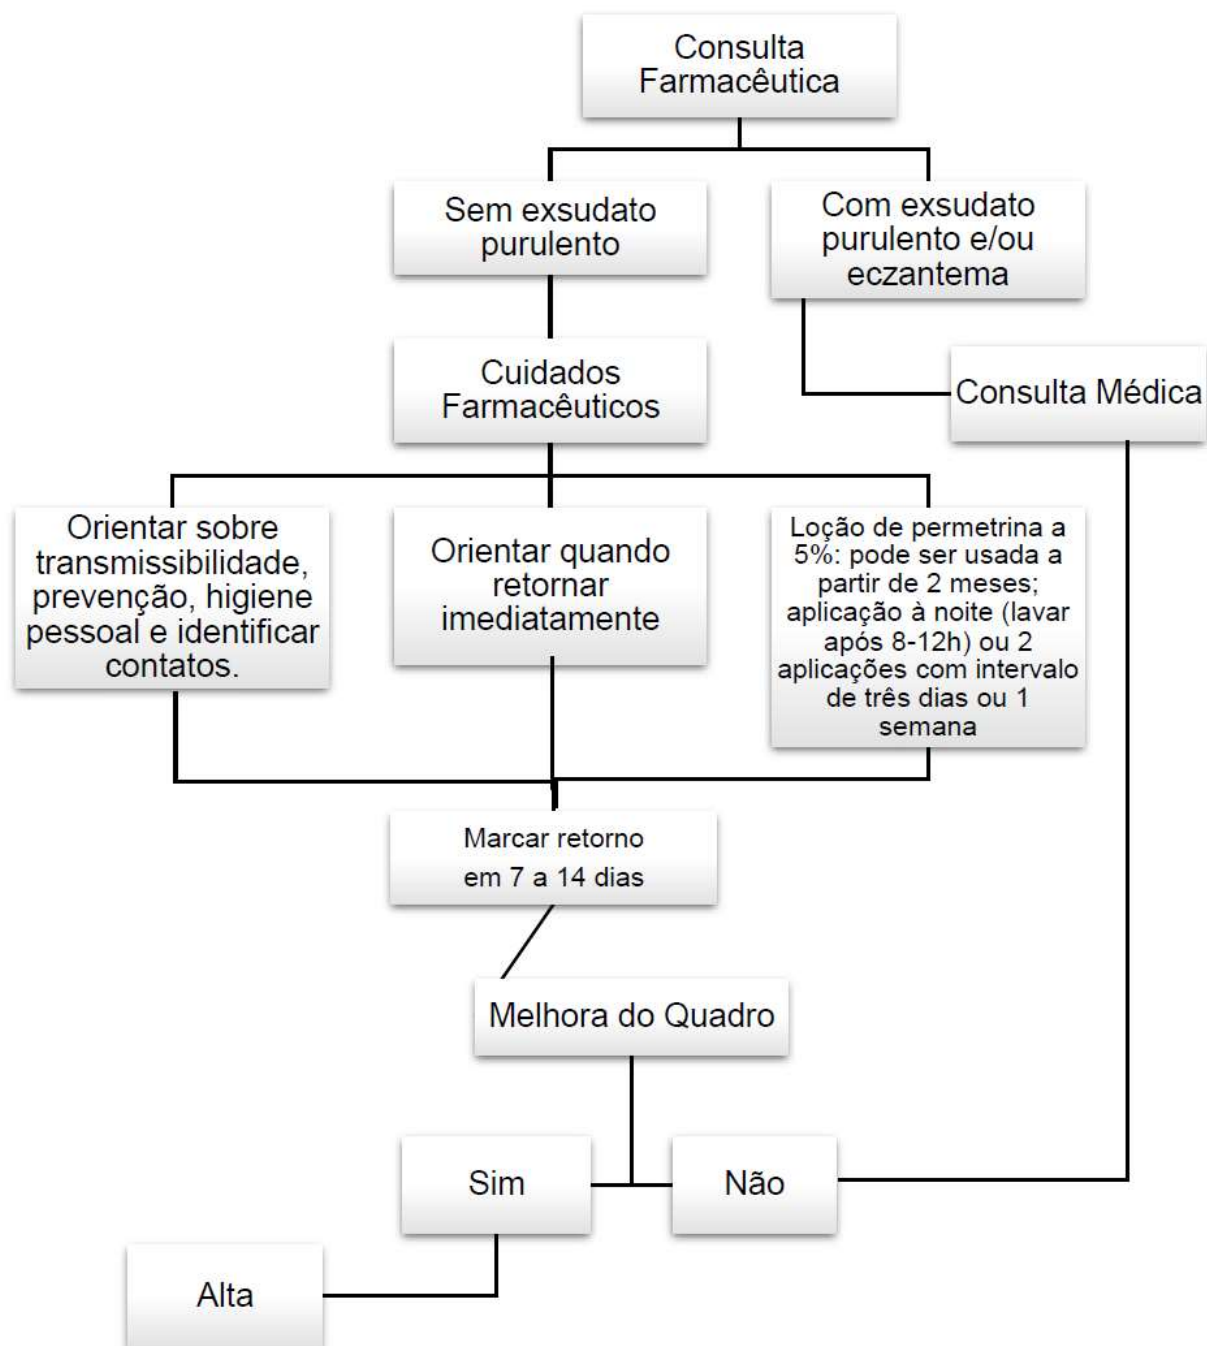 Consulta
Farmacêutica
Sem exsudato
purulento
Com exsudato
purulento e/ou
eczantema
Cuidados
Farmacêuticos
Consulta Médica
Orientar sobre
transmissibilidade,
prevenção, higiene
pessoal e identificar
contatos.
Orientar quando
retornar
imediatamente
Loção de permetrina a
5%: pode ser usada a
partir de 2 meses;
aplicação à noite (lavar
após 8-12h) ou 2
aplicações com intervalo
de três dias ou 1
semana
Marcar retorno
em 7 a 14 dias
Melhora do Quadro
Sim
Não
Alta